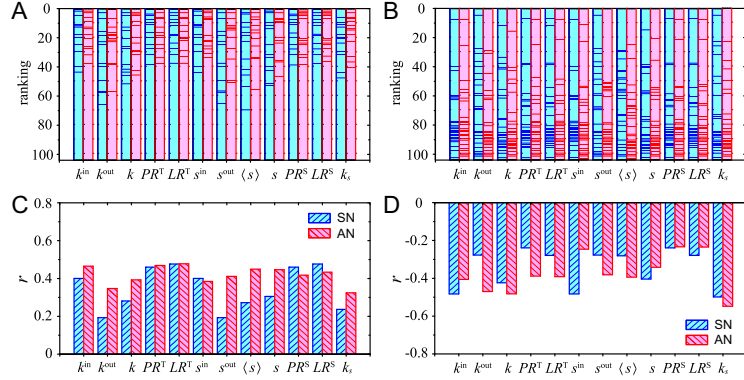 A
B
0
20
40
60
80
100
ranking
k^in k^out k PR^T LR^T s^in s^out ⟨s⟩ s PR^S LR^S k_s
0
20
40
60
80
100
ranking
k^in k^out k PR^T LR^T s^in s^out ⟨s⟩ s PR^S LR^S k_s
C
D
0.8
0.6
0.4
0.2
0
r
SN
AN
k^in k^out k PR^T LR^T s^in s^out ⟨s⟩ s PR^S LR^S k_s
0
-0.2
-0.4
-0.6
-0.8
r
SN
AN
k^in k^out k PR^T LR^T s^in s^out ⟨s⟩ s PR^S LR^S k_s